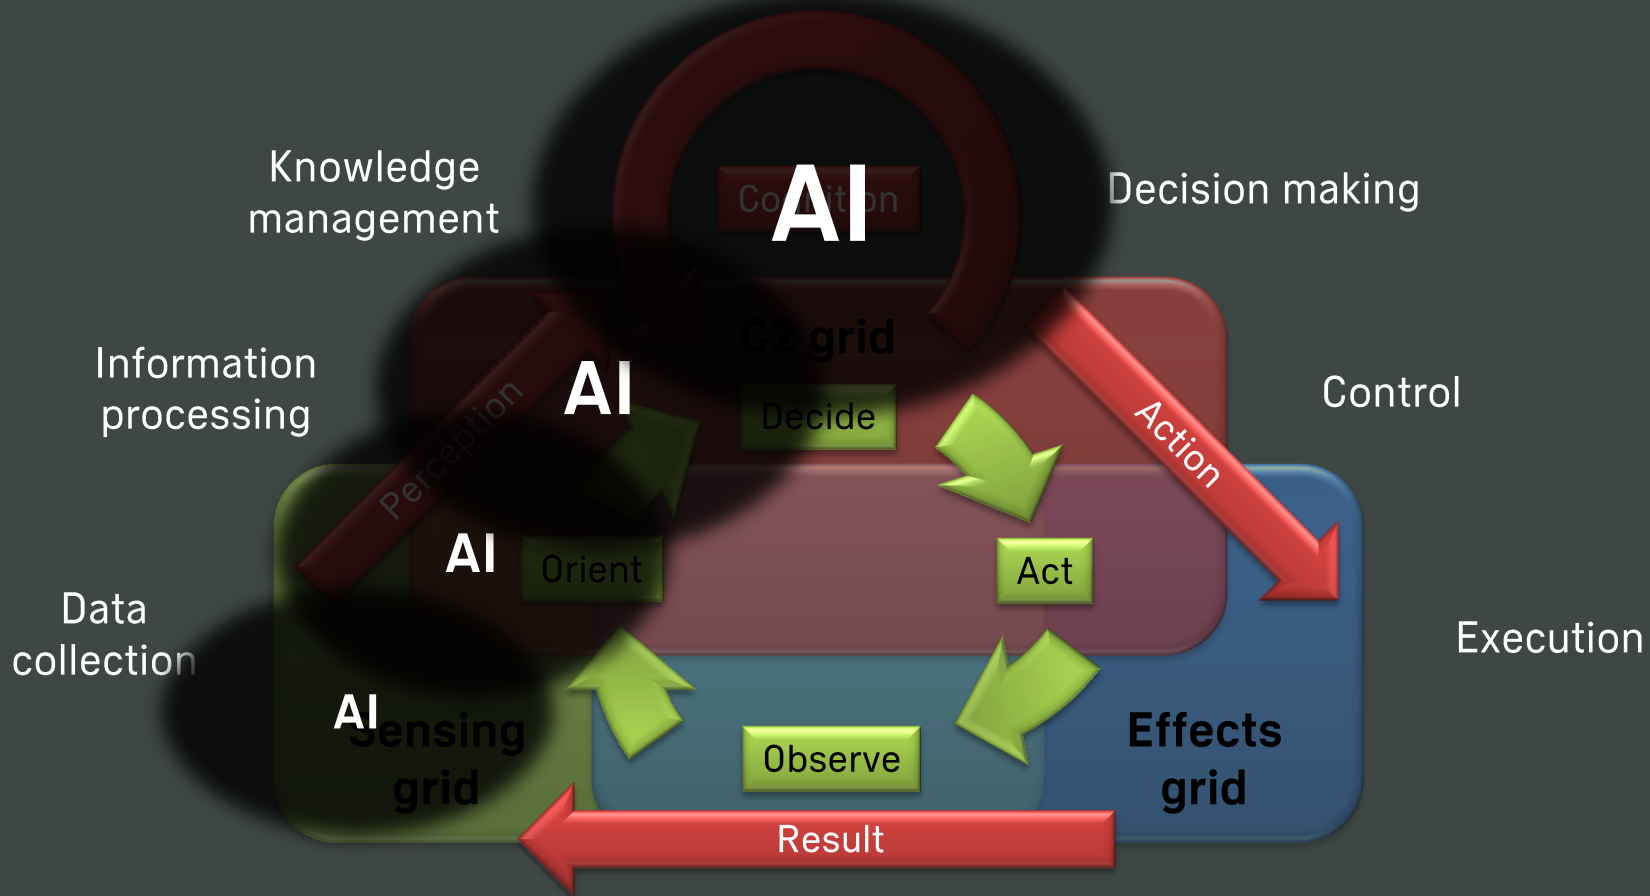 Knowledge
management
Cognition
AI
Decision making
C2 grid
Information
processing
Perception
AI
Decide
Action
Control
AI
Orient
Act
Data
collection
Execution
AI
Sensing
grid
Observe
Effects
grid
Result